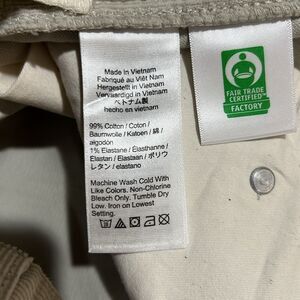 Made in Vietnam
Fabriqué au Viêt Nam
Hergestellt in Vietnam
Vervaardigd in Vietnam
ベトナム製
hecho en vietnam
99% Cotton / Coton /
Baumwolle / Katoen / 綿 /
algodón
1% Elastane / Élasthanne /
Elastan / Elastaan / ポリウ
レタン / elastano
Machine Wash Cold With
Like Colors. Non-Chlorine
Bleach Only. Tumble Dry
Low. Iron on Lowest
Setting.
FAIR TRADE
CERTIFIED™
FACTORY